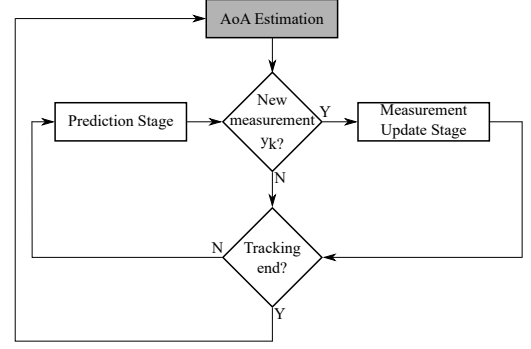 AoA Estimation
New
measurement
yk?
Y
Prediction Stage
Measurement
Update Stage
N
N
Tracking
end?
Y